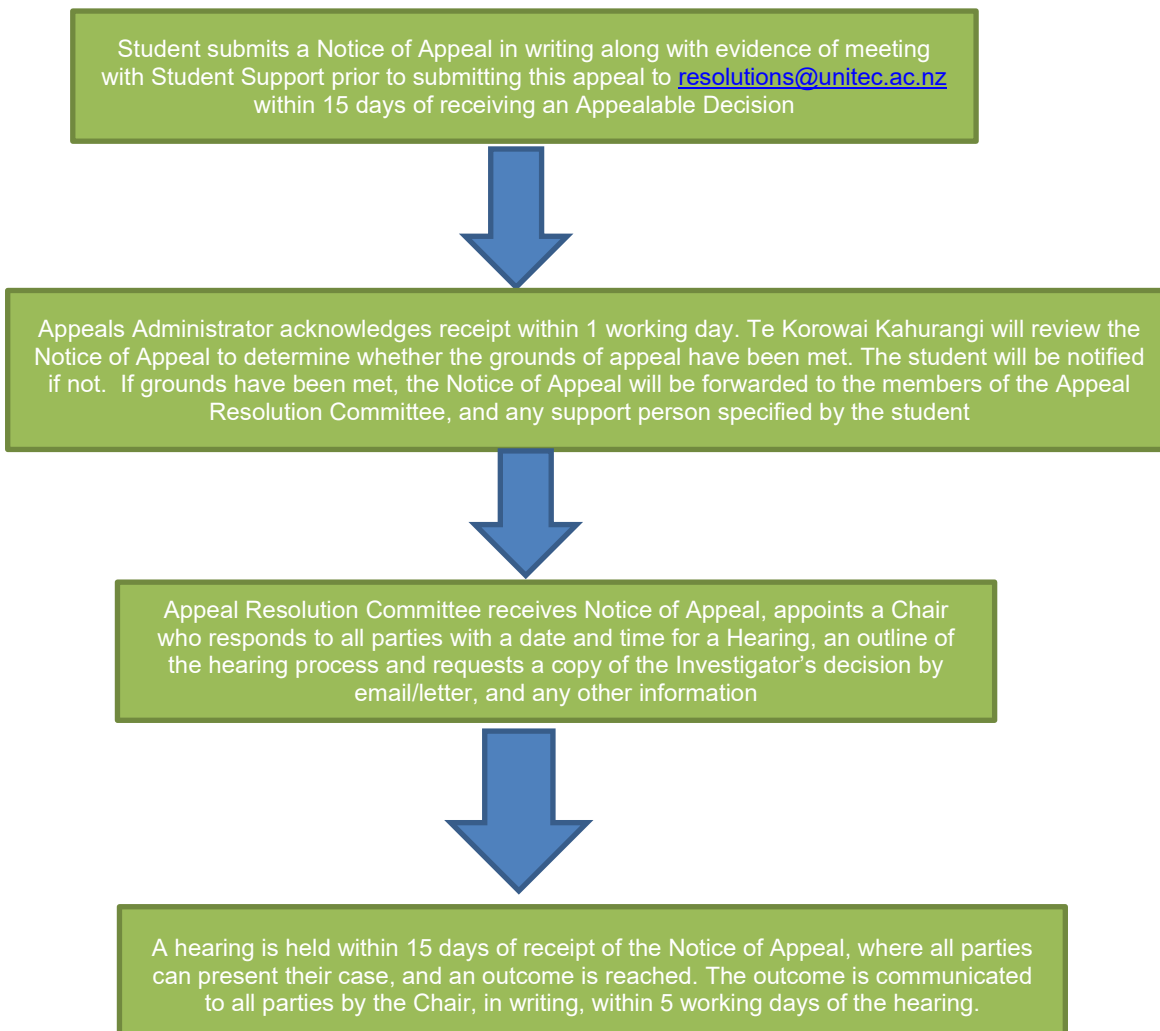 Student submits a Notice of Appeal in writing along with evidence of meeting
with Student Support prior to submitting this appeal to resolutions@unitec.ac.nz
within 15 days of receiving an Appealable Decision
Appeals Administrator acknowledges receipt within 1 working day. Te Korowai Kahurangi will review the
Notice of Appeal to determine whether the grounds of appeal have been met. The student will be notified
if not.  If grounds have been met, the Notice of Appeal will be forwarded to the members of the Appeal
Resolution Committee, and any support person specified by the student
Appeal Resolution Committee receives Notice of Appeal, appoints a Chair
who responds to all parties with a date and time for a Hearing, an outline of
the hearing process and requests a copy of the Investigator’s decision by
email/letter, and any other information
A hearing is held within 15 days of receipt of the Notice of Appeal, where all parties
can present their case, and an outcome is reached. The outcome is communicated
to all parties by the Chair, in writing, within 5 working days of the hearing.